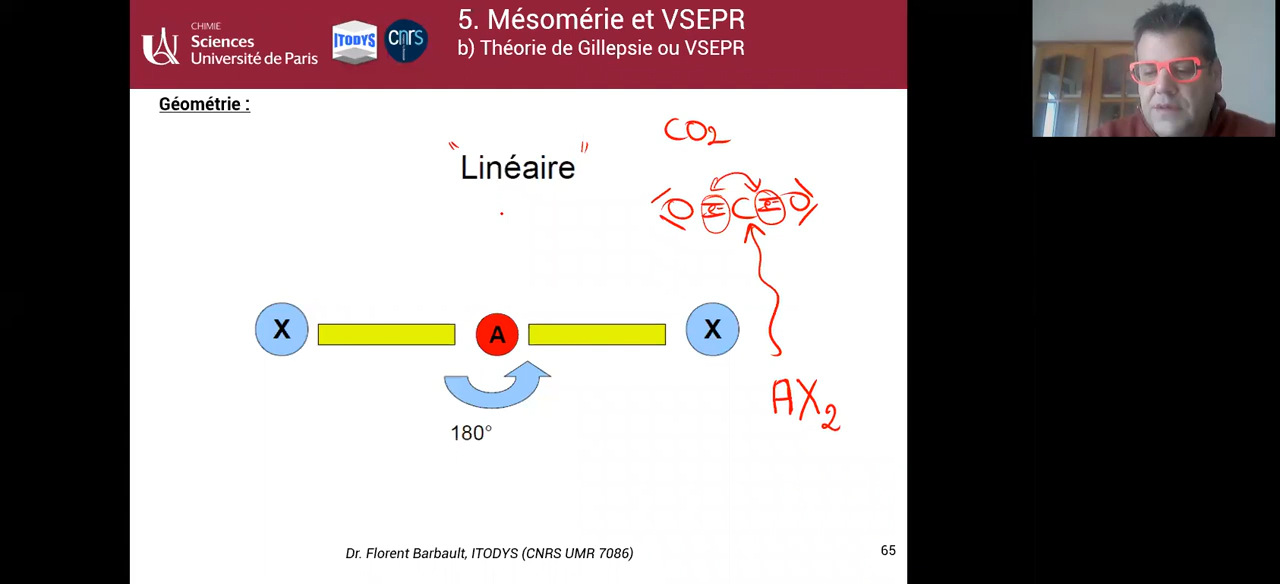 CHIMIE
Sciences
Université de Paris
ITODYS
cnrs
5. Mésomérie et VSEPR
b) Théorie de Gillepsie ou VSEPR
Géométrie :
"Linéaire"
CO2
O e- C e- O
X A X
180°
AX2
Dr. Florent Barbault, ITODYS (CNRS UMR 7086)
65